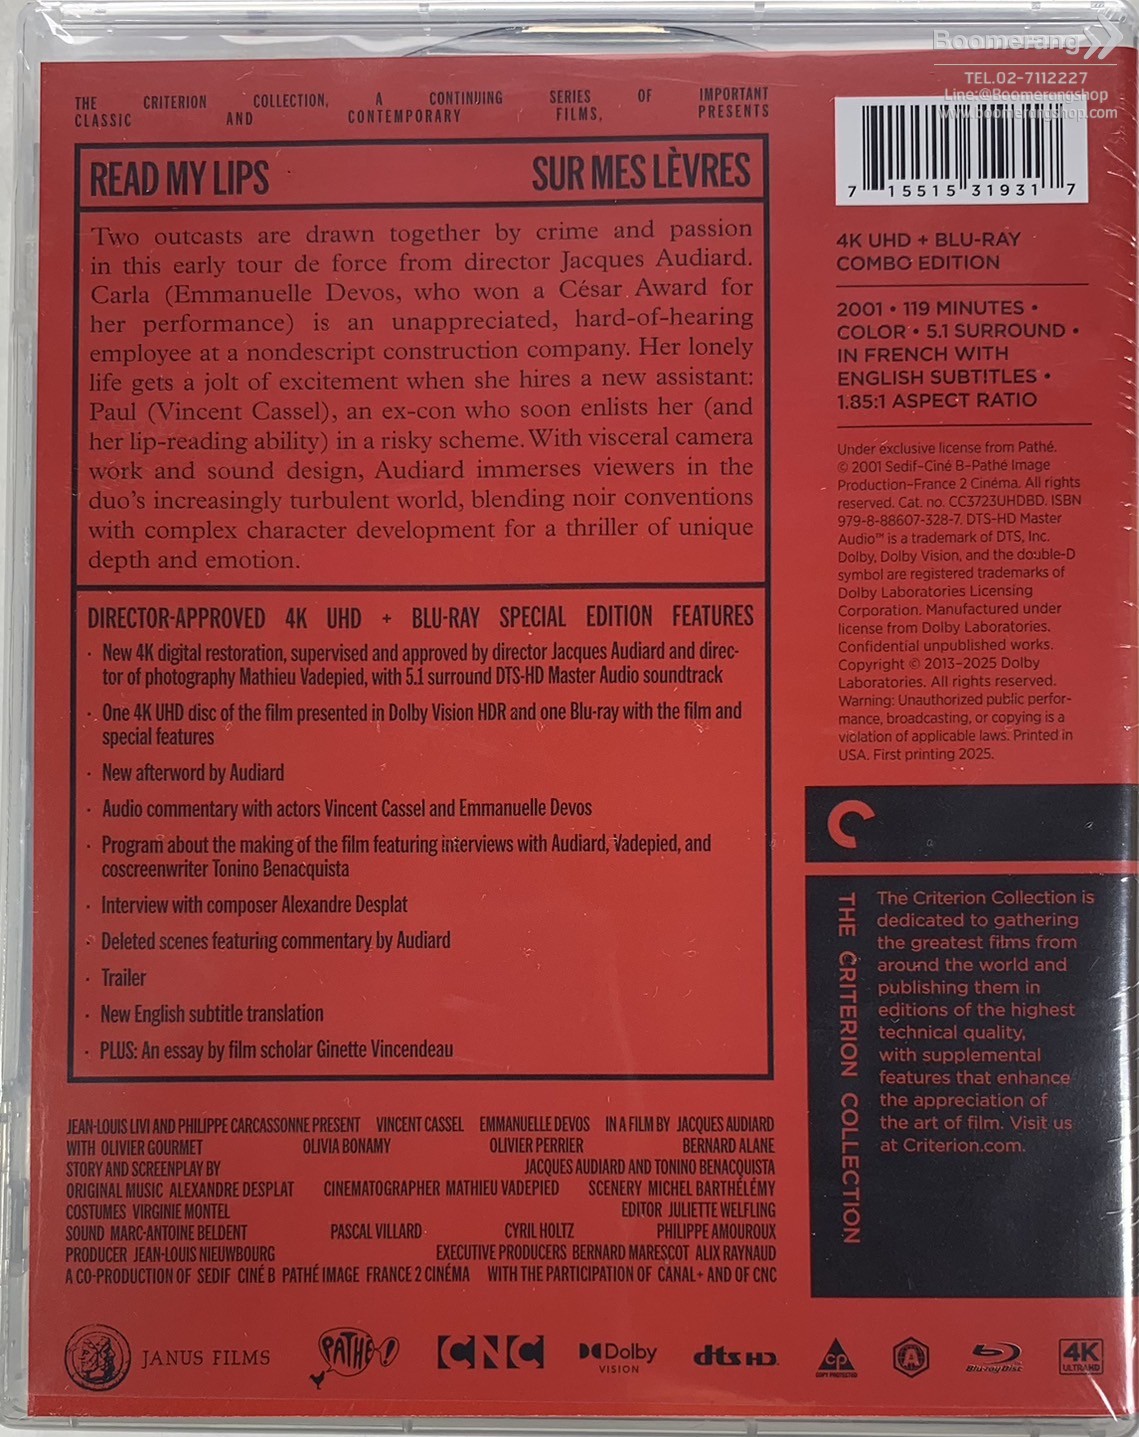 Boomerang
TEL.02-7112227
Line:@Boomerangshop
www.boomerangshop.com
THE CRITERION COLLECTION, A CONTINUING SERIES OF IMPORTANT
CLASSIC AND CONTEMPORARY FILMS, PRESENTS
READ MY LIPS SUR MES LÈVRES
Two outcasts are drawn together by crime and passion
in this early tour de force from director Jacques Audiard.
Carla (Emmanuelle Devos, who won a César Award for
her performance) is an unappreciated, hard-of-hearing
employee at a nondescript construction company. Her lonely
life gets a jolt of excitement when she hires a new assistant:
Paul (Vincent Cassel), an ex-con who soon enlists her (and
her lip-reading ability) in a risky scheme. With visceral camera
work and sound design, Audiard immerses viewers in the
duo's increasingly turbulent world, blending noir conventions
with complex character development for a thriller of unique
depth and emotion.
DIRECTOR-APPROVED 4K UHD + BLU-RAY SPECIAL EDITION FEATURES
· New 4K digital restoration, supervised and approved by director Jacques Audiard and direc-
tor of photography Mathieu Vadepied, with 5.1 surround DTS-HD Master Audio soundtrack
· One 4K UHD disc of the film presented in Dolby Vision HDR and one Blu-ray with the film and
special features
· New afterword by Audiard
· Audio commentary with actors Vincent Cassel and Emmanuelle Devos
· Program about the making of the film featuring interviews with Audiard, Vadepied, and
coscreenwriter Tonino Benacquista
· Interview with composer Alexandre Desplat
· Deleted scenes featuring commentary by Audiard
· Trailer
· New English subtitle translation
· PLUS: An essay by film scholar Ginette Vincendeau
JEAN-LOUIS LIVI AND PHILIPPE CARCASSONNE PRESENT VINCENT CASSEL EMMANUELLE DEVOS IN A FILM BY JACQUES AUDIARD
WITH OLIVIER GOURMET OLIVIA BONAMY OLIVIER PERRIER BERNARD ALANE
STORY AND SCREENPLAY BY JACQUES AUDIARD AND TONINO BENACQUISTA
ORIGINAL MUSIC ALEXANDRE DESPLAT CINEMATOGRAPHER MATHIEU VADEPIED SCENERY MICHEL BARTHÉLÉMY
COSTUMES VIRGINIE MONTEL EDITOR JULIETTE WELFLING
SOUND MARC-ANTOINE BELDENT PASCAL VILLARD CYRIL HOLTZ PHILIPPE AMOUROUX
PRODUCER JEAN-LOUIS NIEUWBOURG EXECUTIVE PRODUCERS BERNARD MARESCOT ALIX RAYNAUD
A CO-PRODUCTION OF SEDIF CINÉ B PATHÉ IMAGE FRANCE 2 CINÉMA WITH THE PARTICIPATION OF CANAL+ AND OF CNC
7 15515 31931 7
4K UHD + BLU-RAY
COMBO EDITION
2001 • 119 MINUTES •
COLOR • 5.1 SURROUND •
IN FRENCH WITH
ENGLISH SUBTITLES •
1.85:1 ASPECT RATIO
Under exclusive license from Pathé.
© 2001 Sedif–Ciné B–Pathé Image
Production–France 2 Cinéma. All rights
reserved. Cat. no. CC3723UHDBD. ISBN
979-8-88607-328-7. DTS-HD Master
Audio™ is a trademark of DTS, Inc.
Dolby, Dolby Vision, and the double-D
symbol are registered trademarks of
Dolby Laboratories Licensing
Corporation. Manufactured under
license from Dolby Laboratories.
Confidential unpublished works.
Copyright © 2013–2025 Dolby
Laboratories. All rights reserved.
Warning: Unauthorized public perfor-
mance, broadcasting, or copying is a
violation of applicable laws. Printed in
USA. First printing 2025.
THE CRITERION COLLECTION
The Criterion Collection is
dedicated to gathering
the greatest films from
around the world and
publishing them in
editions of the highest
technical quality,
with supplemental
features that enhance
the appreciation of
the art of film. Visit us
at Criterion.com.
JANUS FILMS
PATHE!
CNC
Dolby
VISION
dts HD
CP
COPY PROTECTED
A
Blu-ray Disc
4K
ULTRA HD